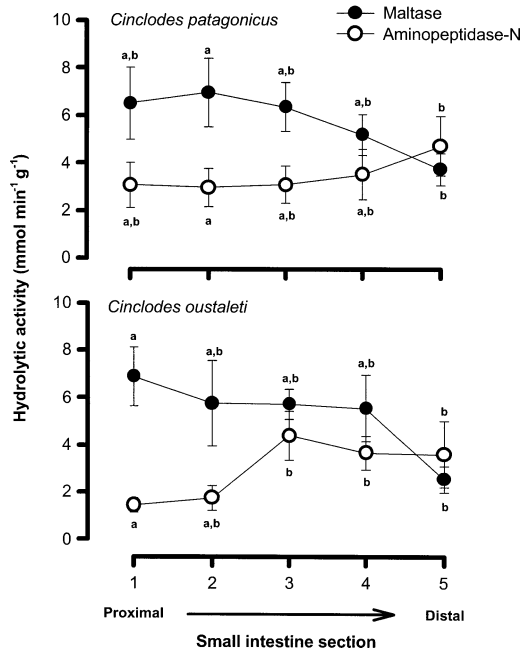 Cinclodes patagonicus
Maltase
Aminopeptidase-N
Hydrolytic activity (mmol min⁻¹ g⁻¹)
10
8
6
4
2
0
a,b
a
a,b
a,b
b
a,b
a
a,b
a,b
b
Cinclodes oustaleti
10
8
6
4
2
0
a
a,b
a,b
a,b
b
a
a,b
b
b
b
1 2 3 4 5
Proximal Distal
Small intestine section